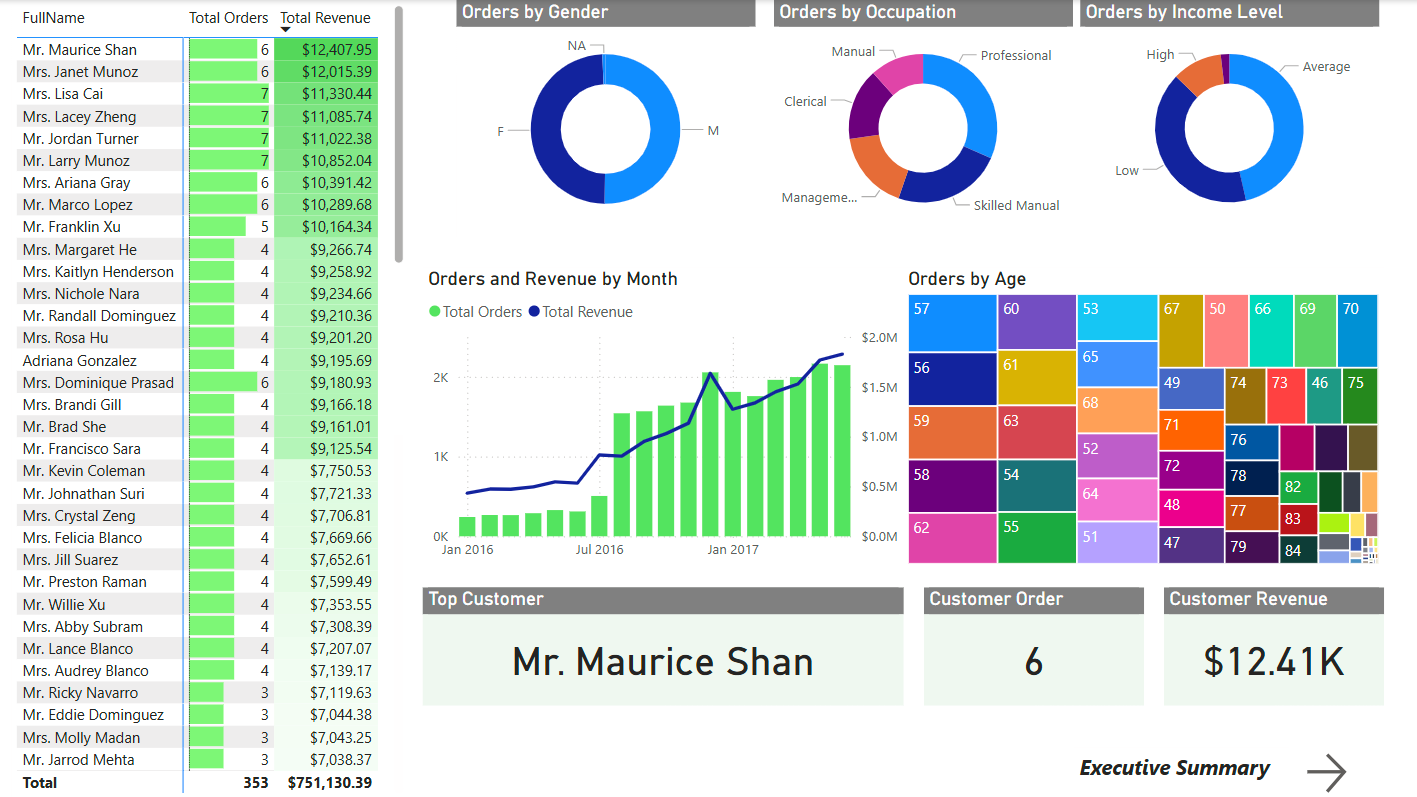 FullName Total Orders Total Revenue
Mr. Maurice Shan 6 $12,407.95
Mrs. Janet Munoz 6 $12,015.39
Mrs. Lisa Cai 7 $11,330.44
Mrs. Lacey Zheng 7 $11,085.74
Mr. Jordan Turner 7 $11,022.38
Mr. Larry Munoz 7 $10,852.04
Mrs. Ariana Gray 6 $10,391.42
Mr. Marco Lopez 6 $10,289.68
Mr. Franklin Xu 5 $10,164.34
Mrs. Margaret He 4 $9,266.74
Mrs. Kaitlyn Henderson 4 $9,258.92
Mrs. Nichole Nara 4 $9,234.66
Mr. Randall Dominguez 4 $9,210.36
Mrs. Rosa Hu 4 $9,201.20
Adriana Gonzalez 4 $9,195.69
Mrs. Dominique Prasad 6 $9,180.93
Mrs. Brandi Gill 4 $9,166.18
Mr. Brad She 4 $9,161.01
Mr. Francisco Sara 4 $9,125.54
Mr. Kevin Coleman 4 $7,750.53
Mr. Johnathan Suri 4 $7,721.33
Mrs. Crystal Zeng 4 $7,706.81
Mrs. Felicia Blanco 4 $7,669.66
Mrs. Jill Suarez 4 $7,652.61
Mr. Preston Raman 4 $7,599.49
Mr. Willie Xu 4 $7,353.55
Mrs. Abby Subram 4 $7,308.39
Mr. Lance Blanco 4 $7,207.07
Mrs. Audrey Blanco 4 $7,139.17
Mr. Ricky Navarro 3 $7,119.63
Mr. Eddie Dominguez 3 $7,044.38
Mrs. Molly Madan 3 $7,043.25
Mr. Jarrod Mehta 3 $7,038.37
Total 353 $751,130.39
Orders by Gender
NA
F
M
Orders by Occupation
Manual
Professional
Clerical
Manageme...
Skilled Manual
Orders by Income Level
High
Average
Low
Orders and Revenue by Month
Total Orders Total Revenue
2K
1K
0K
$2.0M
$1.5M
$1.0M
$0.5M
$0.0M
Jan 2016 Jul 2016 Jan 2017
Orders by Age
57
56
59
58
62
60
61
63
54
55
53
65
68
52
64
51
67
50
66
69
70
49
71
72
48
47
74
73
46
75
76
78
77
79
82
83
84
Top Customer
Mr. Maurice Shan
Customer Order
6
Customer Revenue
$12.41K
Executive Summary